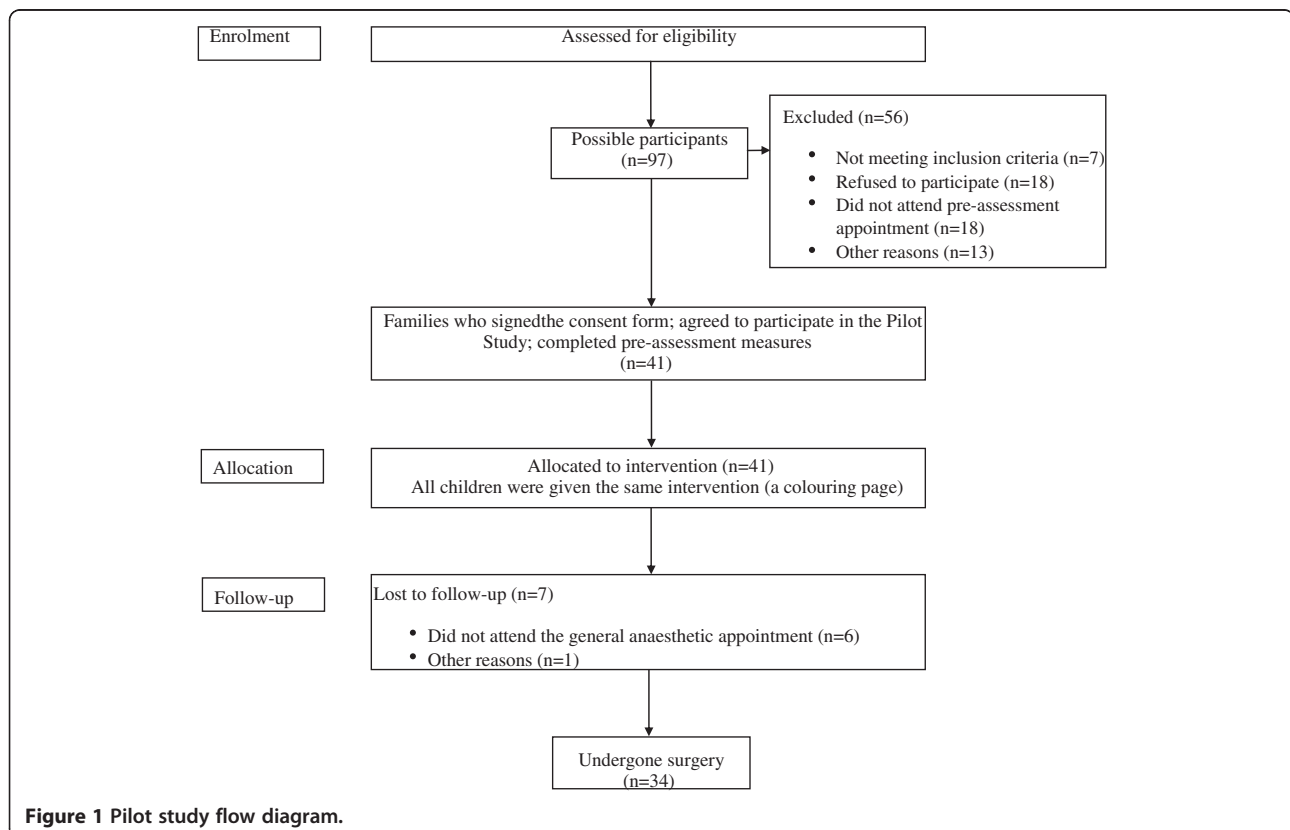 Enrolment
Assessed for eligibility
Possible participants
(n=97)
Excluded (n=56)
• Not meeting inclusion criteria (n=7)
• Refused to participate (n=18)
• Did not attend pre-assessment
appointment (n=18)
• Other reasons (n=13)
Families who signedthe consent form; agreed to participate in the Pilot
Study; completed pre-assessment measures
(n=41)
Allocation
Allocated to intervention (n=41)
All children were given the same intervention (a colouring page)
Follow-up
Lost to follow-up (n=7)
• Did not attend the general anaesthetic appointment (n=6)
• Other reasons (n=1)
Undergone surgery
(n=34)
Figure 1 Pilot study flow diagram.